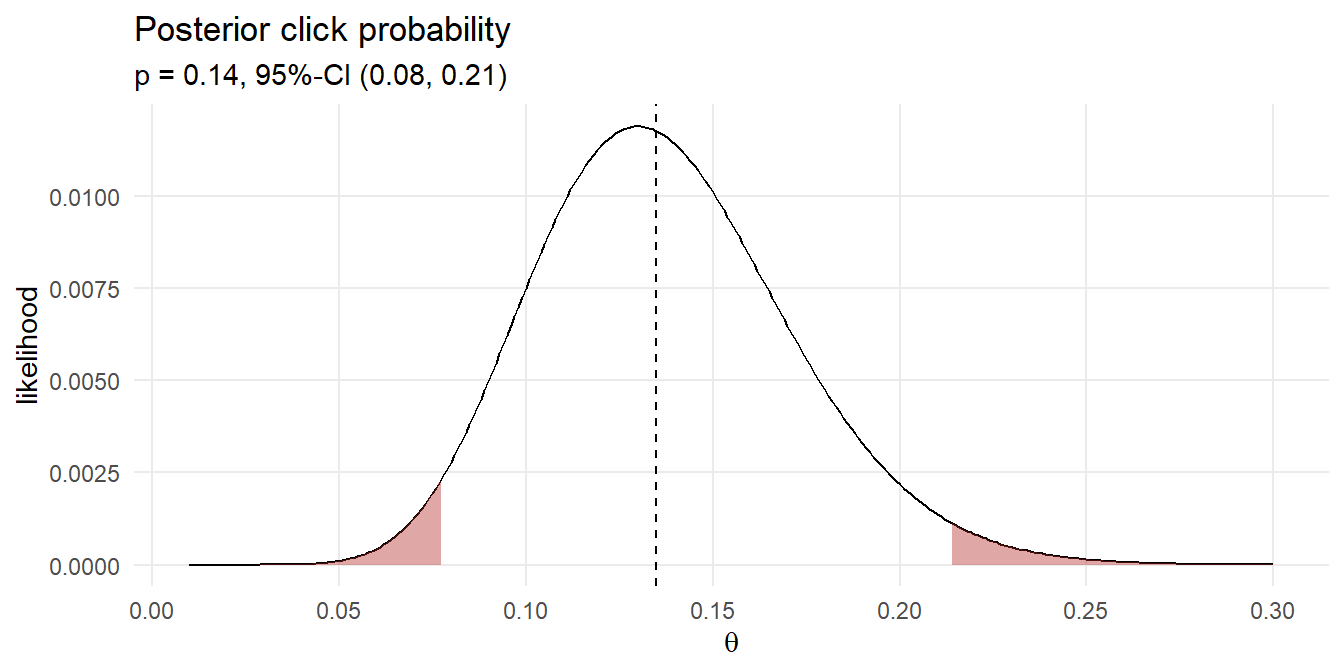 Posterior click probability
p = 0.14, 95%-CI (0.08, 0.21)
likelihood
0.0100
0.0075
0.0050
0.0025
0.0000
0.00 0.05 0.10 0.15 0.20 0.25 0.30
θ